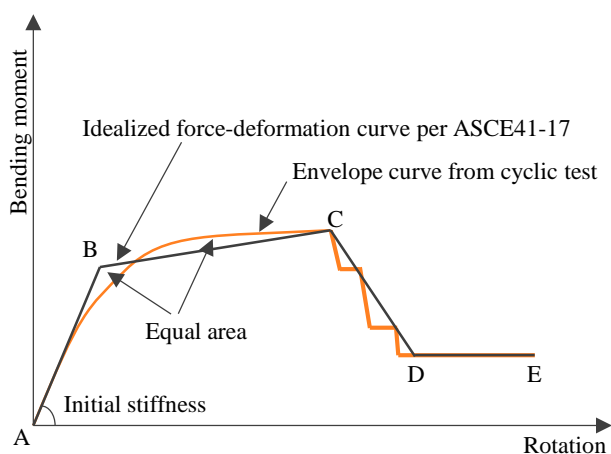 Bending moment
Idealized force-deformation curve per ASCE41-17
Envelope curve from cyclic test
C
B
Equal area
D
E
Initial stiffness
A
Rotation